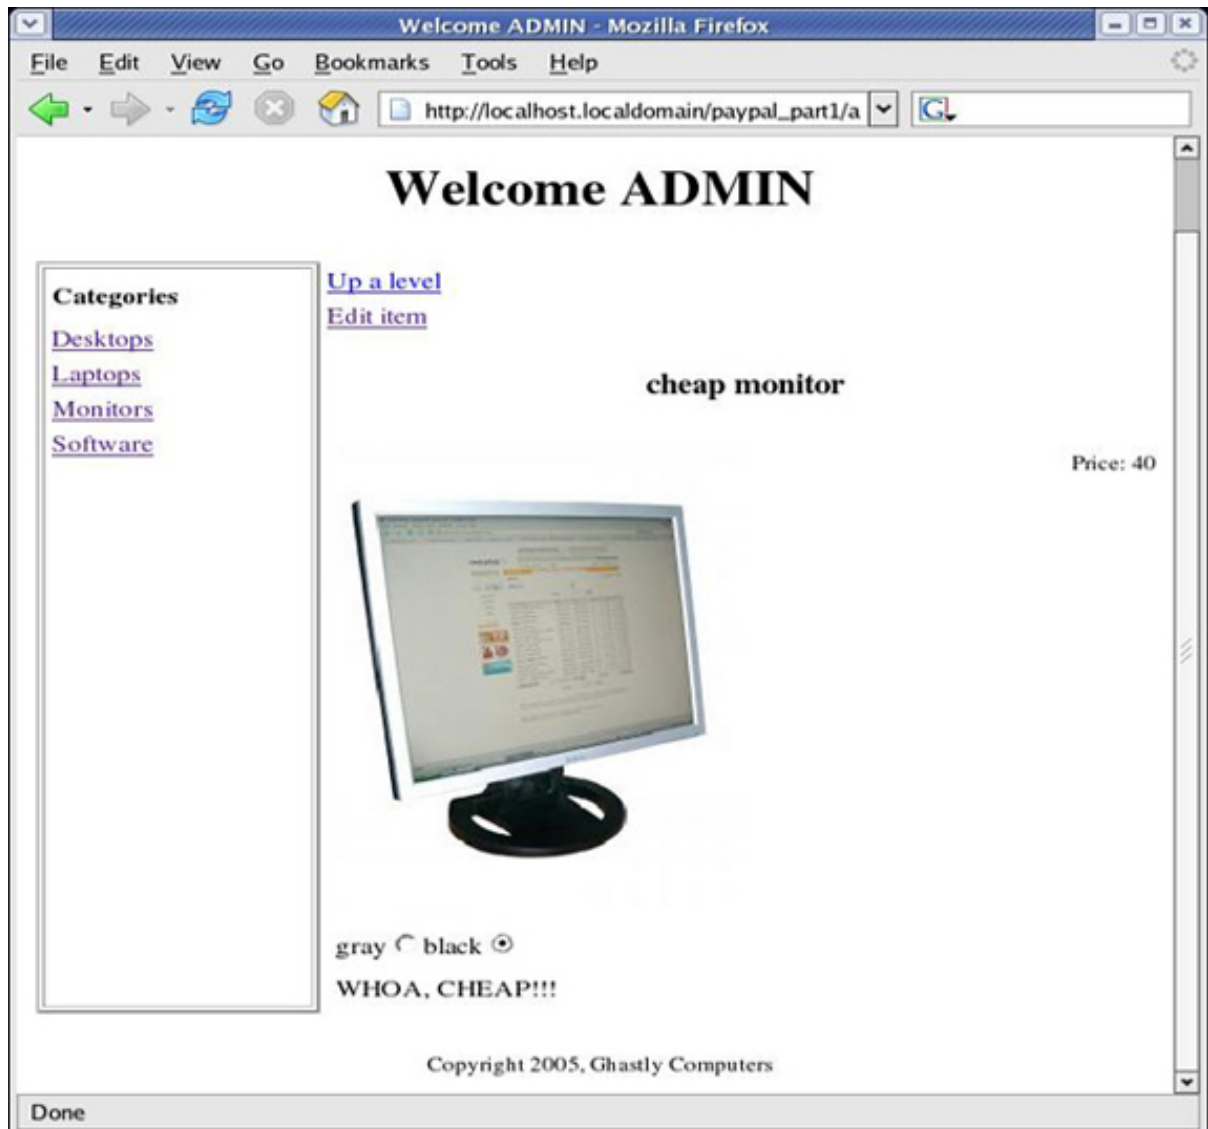 Welcome ADMIN - Mozilla Firefox
File Edit View Go Bookmarks Tools Help
http://localhost.localdomain/paypal_part1/a
G
Welcome ADMIN
Categories
Desktops
Laptops
Monitors
Software
Up a level
Edit item
cheap monitor
Price: 40
gray black
WHOA, CHEAP!!!
Copyright 2005, Ghastly Computers
Done